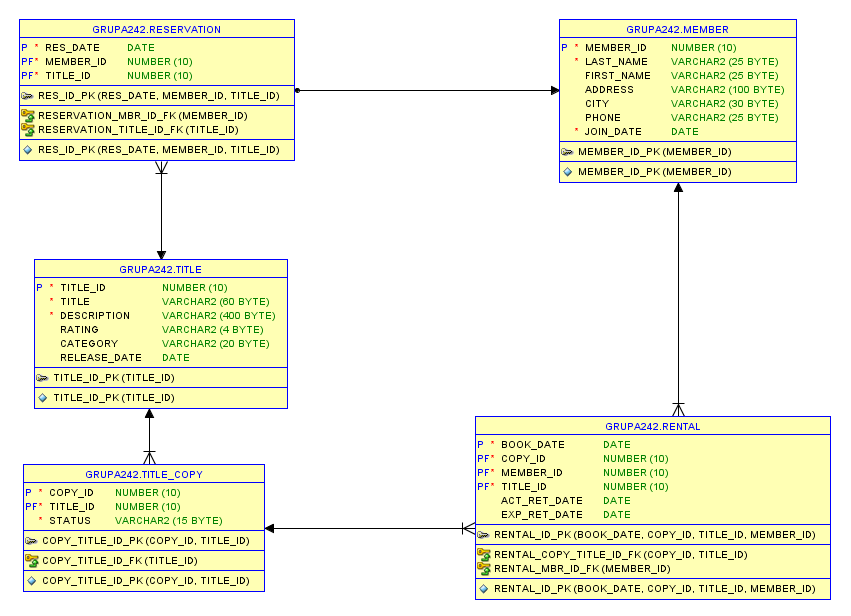 GRUPA242.RESERVATION
P * RES_DATE DATE
PF* MEMBER_ID NUMBER (10)
PF* TITLE_ID NUMBER (10)
RES_ID_PK (RES_DATE, MEMBER_ID, TITLE_ID)
RESERVATION_MBR_ID_FK (MEMBER_ID)
RESERVATION_TITLE_ID_FK (TITLE_ID)
RES_ID_PK (RES_DATE, MEMBER_ID, TITLE_ID)
GRUPA242.MEMBER
P * MEMBER_ID NUMBER (10)
* LAST_NAME VARCHAR2 (25 BYTE)
FIRST_NAME VARCHAR2 (25 BYTE)
ADDRESS VARCHAR2 (100 BYTE)
CITY VARCHAR2 (30 BYTE)
PHONE VARCHAR2 (25 BYTE)
* JOIN_DATE DATE
MEMBER_ID_PK (MEMBER_ID)
MEMBER_ID_PK (MEMBER_ID)
GRUPA242.TITLE
P * TITLE_ID NUMBER (10)
* TITLE VARCHAR2 (60 BYTE)
* DESCRIPTION VARCHAR2 (400 BYTE)
RATING VARCHAR2 (4 BYTE)
CATEGORY VARCHAR2 (20 BYTE)
RELEASE_DATE DATE
TITLE_ID_PK (TITLE_ID)
TITLE_ID_PK (TITLE_ID)
GRUPA242.TITLE_COPY
P * COPY_ID NUMBER (10)
PF* TITLE_ID NUMBER (10)
* STATUS VARCHAR2 (15 BYTE)
COPY_TITLE_ID_PK (COPY_ID, TITLE_ID)
COPY_TITLE_ID_FK (TITLE_ID)
COPY_TITLE_ID_PK (COPY_ID, TITLE_ID)
GRUPA242.RENTAL
P * BOOK_DATE DATE
PF* COPY_ID NUMBER (10)
PF* MEMBER_ID NUMBER (10)
PF* TITLE_ID NUMBER (10)
ACT_RET_DATE DATE
EXP_RET_DATE DATE
RENTAL_ID_PK (BOOK_DATE, COPY_ID, TITLE_ID, MEMBER_ID)
RENTAL_COPY_TITLE_ID_FK (COPY_ID, TITLE_ID)
RENTAL_MBR_ID_FK (MEMBER_ID)
RENTAL_ID_PK (BOOK_DATE, COPY_ID, TITLE_ID, MEMBER_ID)